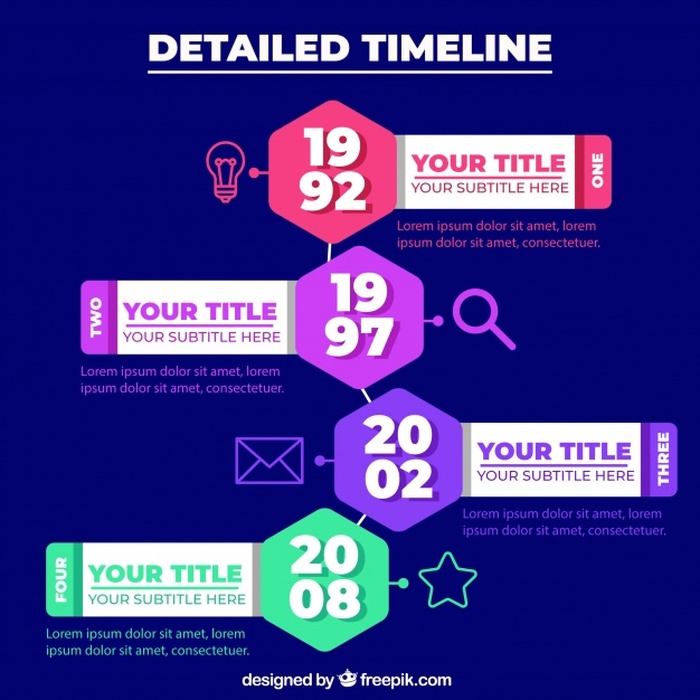 DETAILED TIMELINE
19
92
YOUR TITLE
YOUR SUBTITLE HERE
ONE
Lorem ipsum dolor sit amet, lorem
ipsum dolor sit amet, consectetuer.
TWO
YOUR TITLE
YOUR SUBTITLE HERE
19
97
Lorem ipsum dolor sit amet, lorem
ipsum dolor sit amet, consectetuer.
20
02
YOUR TITLE
YOUR SUBTITLE HERE
THREE
Lorem ipsum dolor sit amet, lorem
ipsum dolor sit amet, consectetuer.
FOUR
YOUR TITLE
YOUR SUBTITLE HERE
20
08
Lorem ipsum dolor sit amet, lorem
ipsum dolor sit amet, consectetuer.
designed by freepik.com